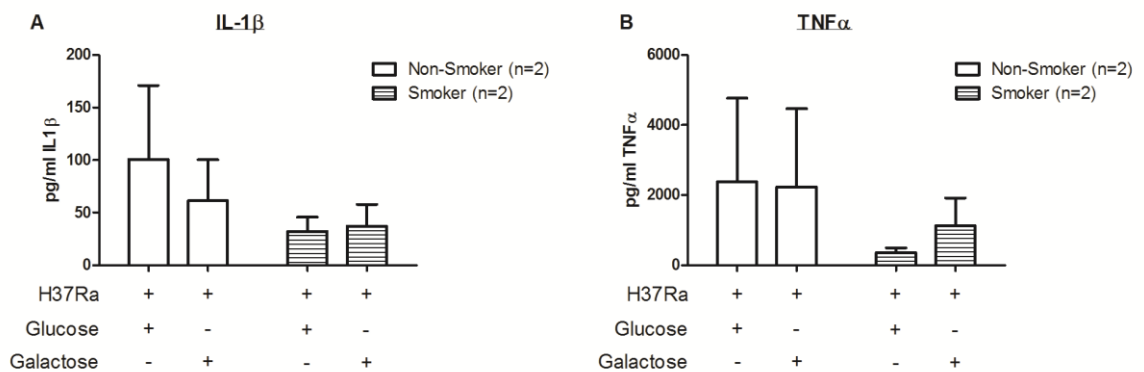 A IL-1β
200
150
100
50
0
pg/ml IL1β
Non-Smoker (n=2)
Smoker (n=2)
H37Ra + + + +
Glucose + - + -
Galactose - + - +
B TNFα
6000
4000
2000
0
pg/ml TNFα
Non-Smoker (n=2)
Smoker (n=2)
H37Ra + + + +
Glucose + - + -
Galactose - + - +